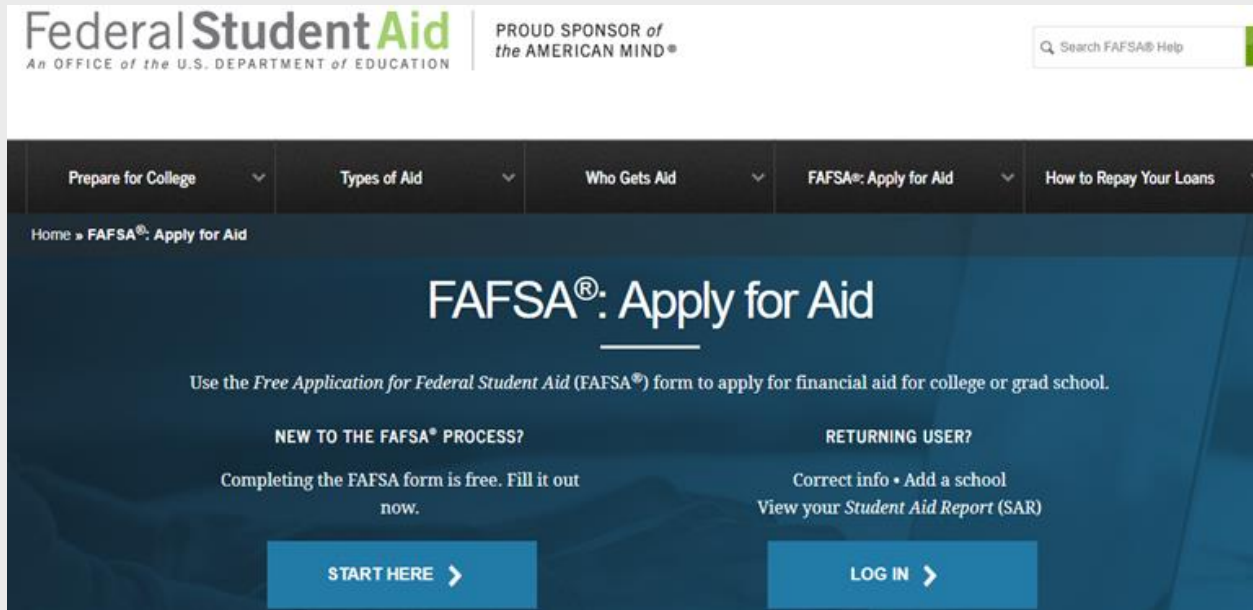 Federal Student Aid
An OFFICE of the U.S. DEPARTMENT of EDUCATION
PROUD SPONSOR of
the AMERICAN MIND®
Search FAFSA® Help
Prepare for College
Types of Aid
Who Gets Aid
FAFSA®: Apply for Aid
How to Repay Your Loans
Home » FAFSA®: Apply for Aid
FAFSA®: Apply for Aid
Use the Free Application for Federal Student Aid (FAFSA®) form to apply for financial aid for college or grad school.
NEW TO THE FAFSA® PROCESS?
Completing the FAFSA form is free. Fill it out
now.
START HERE
RETURNING USER?
Correct info • Add a school
View your Student Aid Report (SAR)
LOG IN